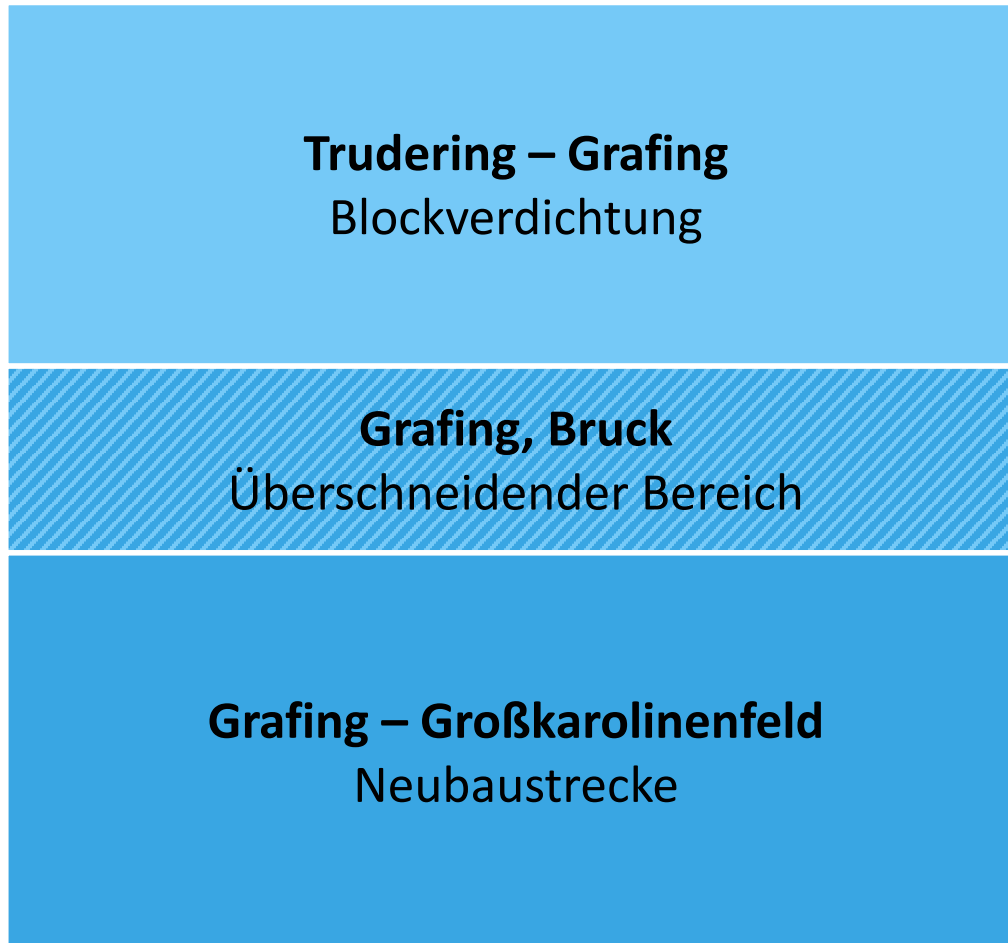 Trudering – Grafing
Blockverdichtung
Grafing, Bruck
Überschneidender Bereich
Grafing – Großkarolinenfeld
Neubaustrecke